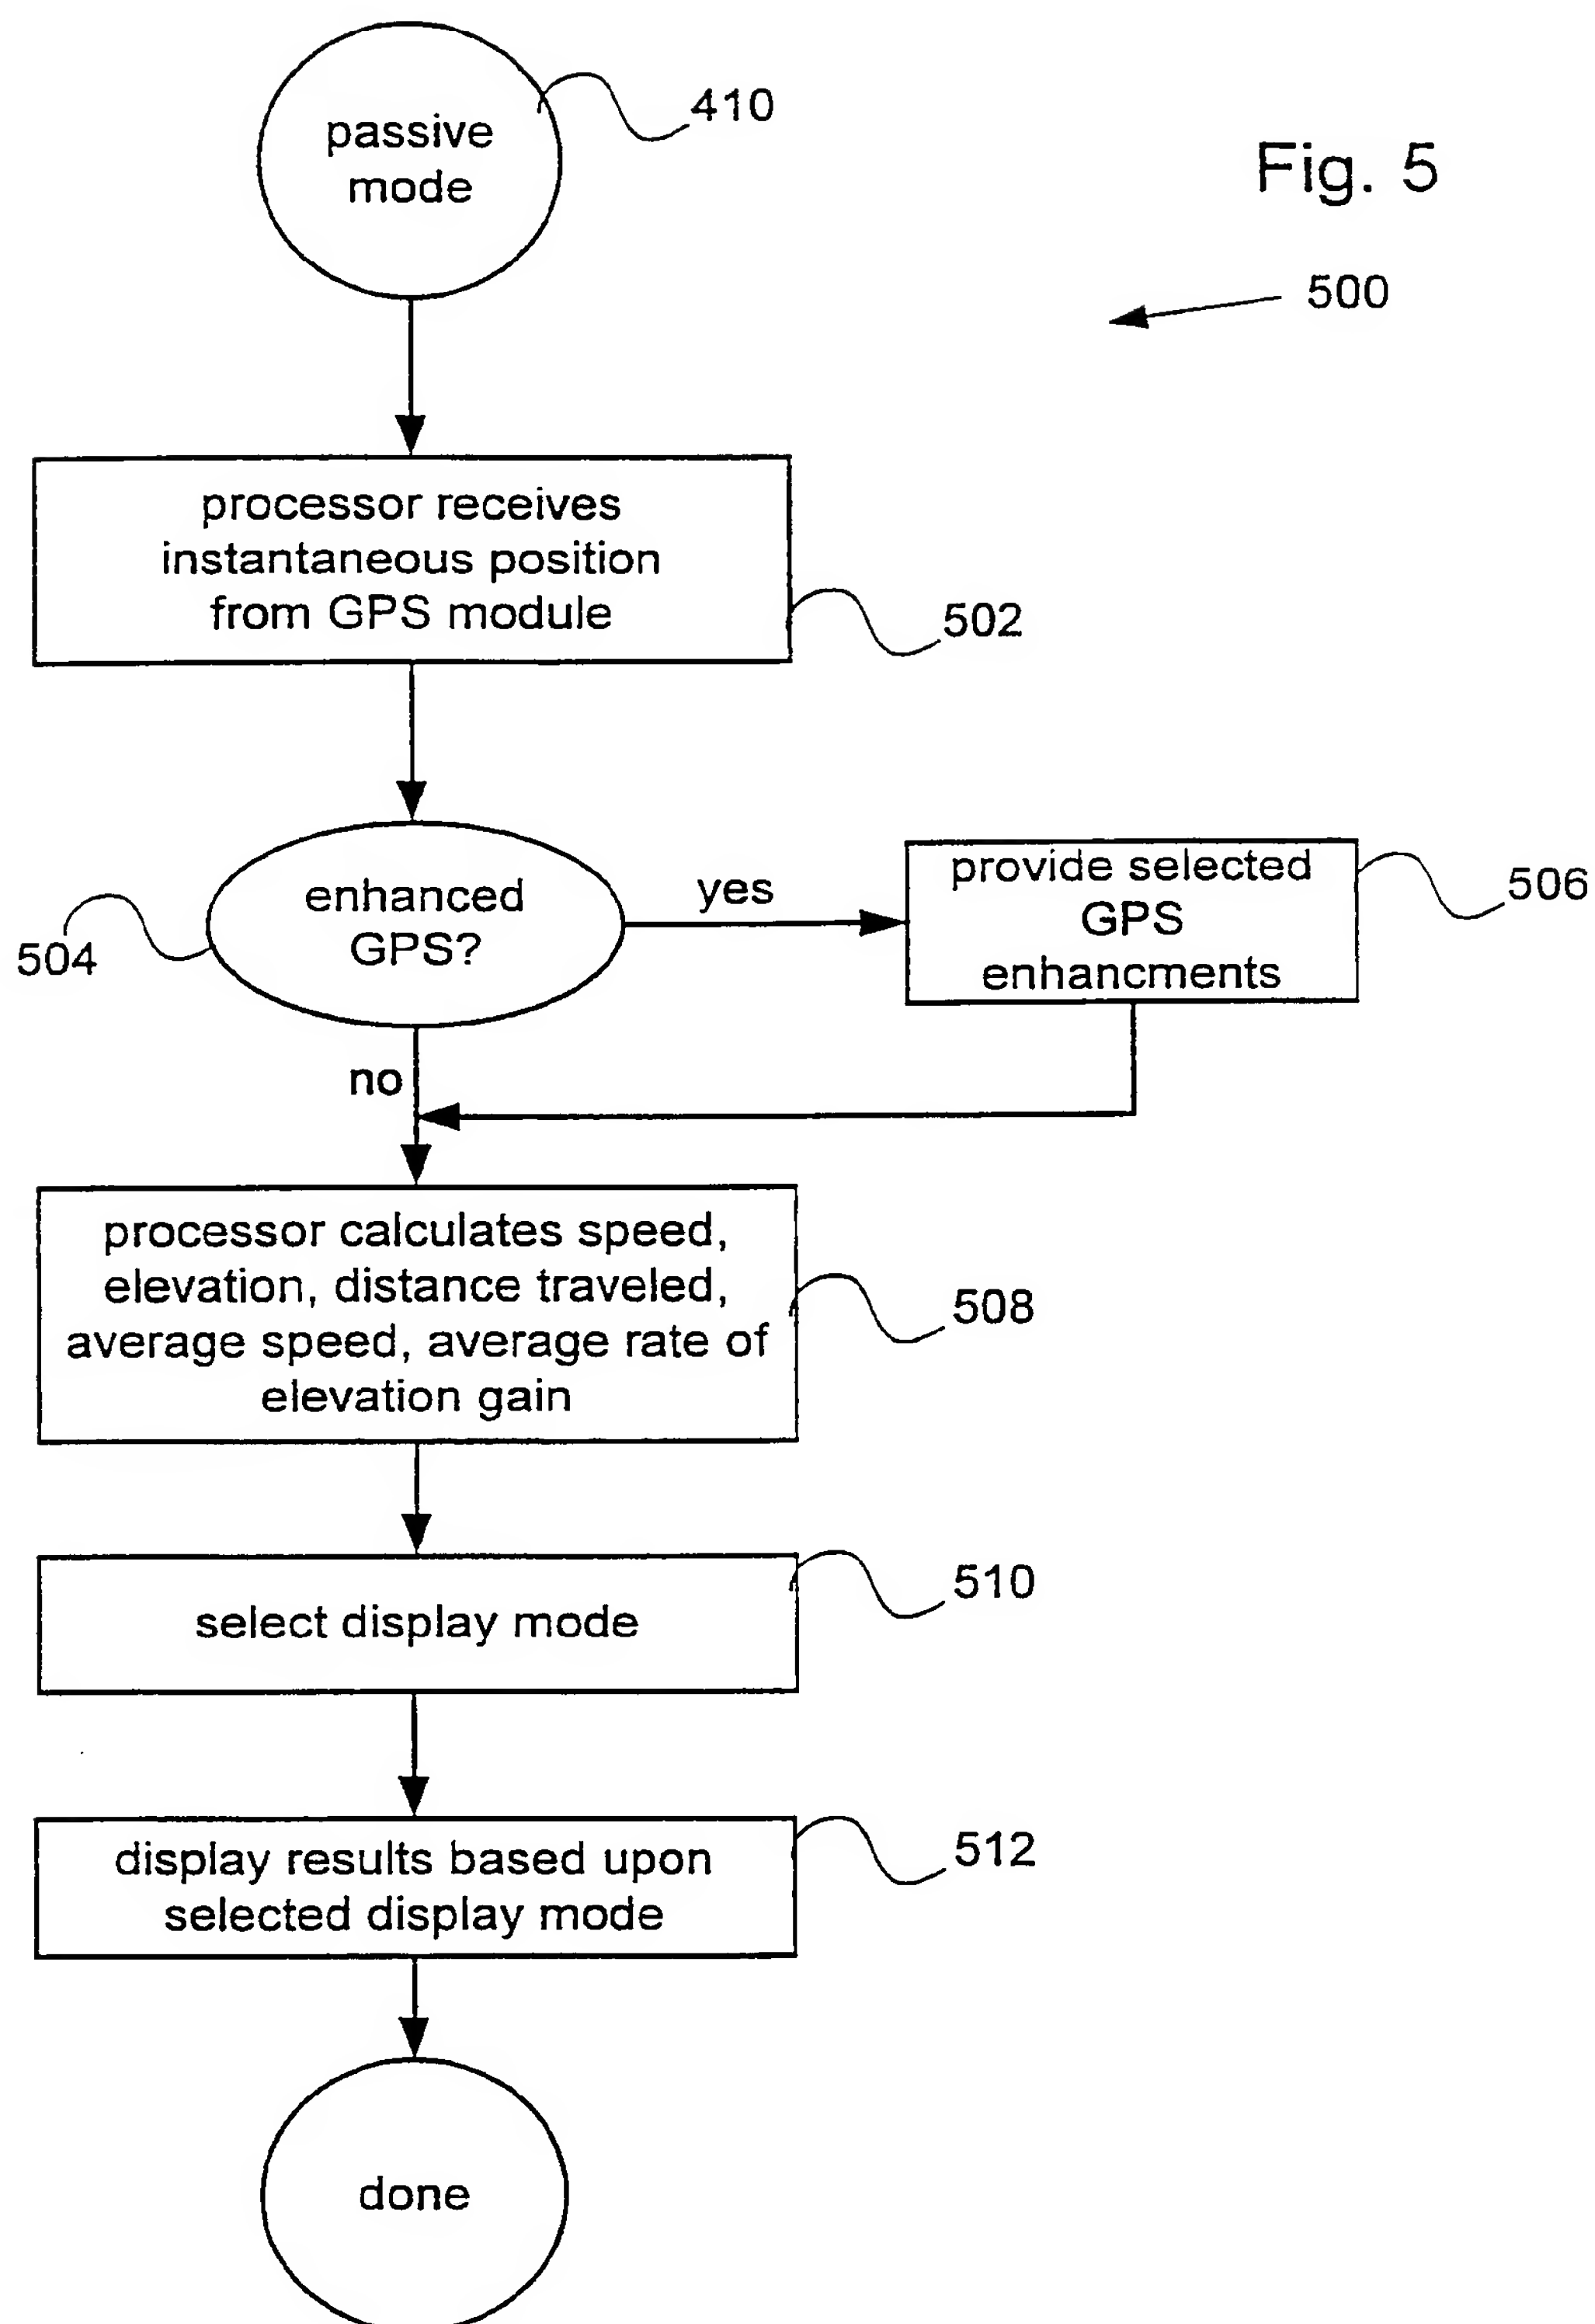 passive
mode
410
Fig. 5
500
processor receives
instantaneous position
from GPS module
502
enhanced
GPS?
504
yes
provide selected
GPS
enhancments
506
no
processor calculates speed,
elevation, distance traveled,
average speed, average rate of
elevation gain
508
select display mode
510
display results based upon
selected display mode
512
done